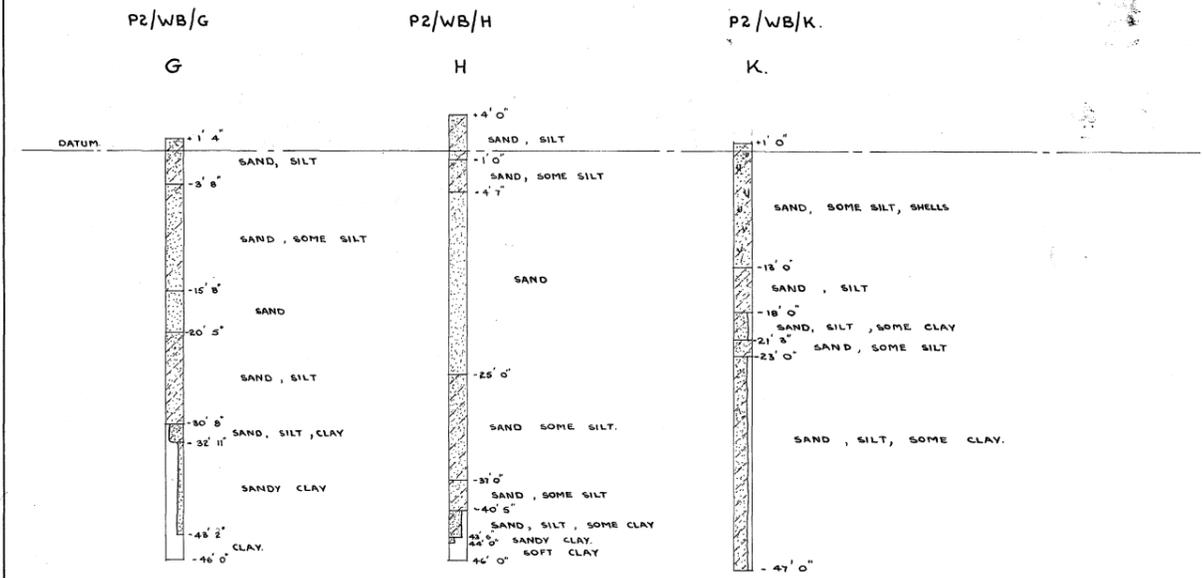 P2/WB/G
G
DATUM.
+1' 4"
SAND, SILT
-3' 8"
SAND, SOME SILT
-15' 8"
SAND
-20' 5"
SAND, SILT
-30' 8"
SAND, SILT, CLAY
-32' 11"
SANDY CLAY
-43' 2"
CLAY.
-46' 0"
P2/WB/H
H
+4' 0"
SAND, SILT
-1' 0"
SAND, SOME SILT
-4' 7"
SAND
-25' 0"
SAND SOME SILT.
-37' 0"
SAND, SOME SILT
-40' 5"
SAND, SILT, SOME CLAY
SANDY CLAY.
44' 0"
SOFT CLAY
46' 0"
P2/WB/K.
K.
+1' 0"
SAND, SOME SILT, SHELLS
-13' 0"
SAND, SILT
-18' 0"
SAND, SILT, SOME CLAY
-21' 3"
SAND, SOME SILT
-23' 0"
SAND, SILT, SOME CLAY.
-47' 0"